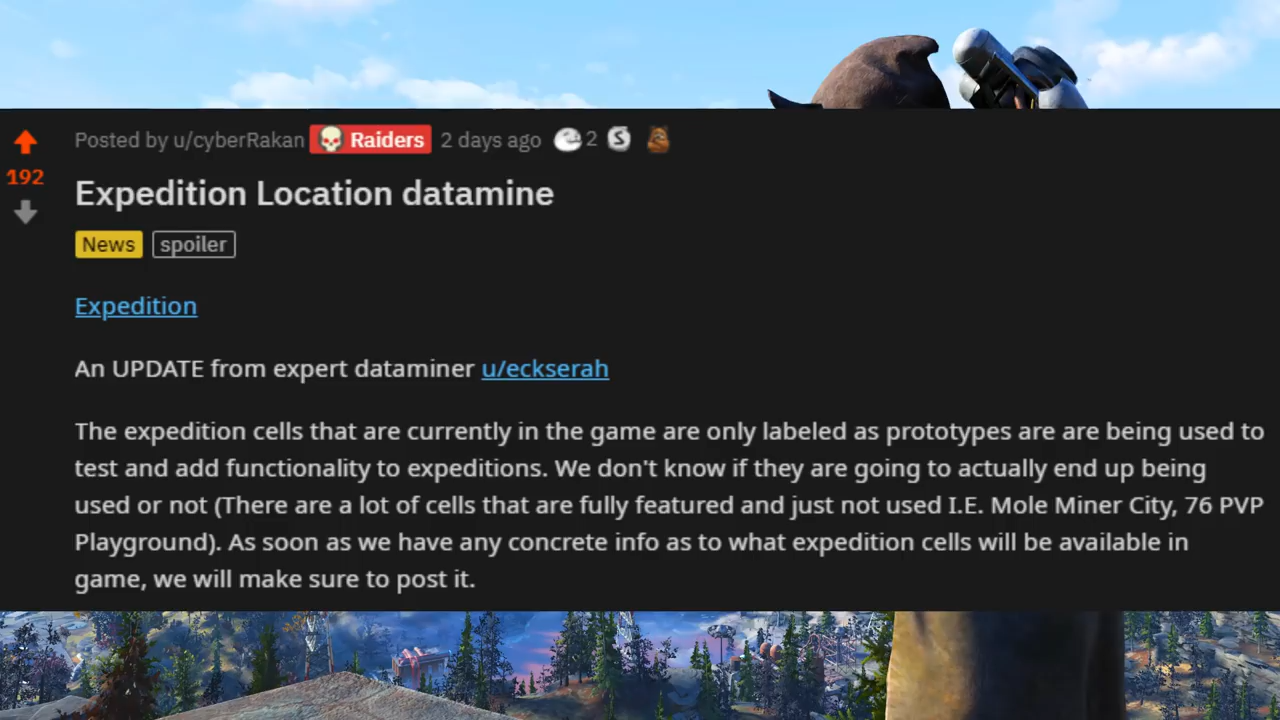 Posted by u/cyberRakan Raiders 2 days ago 2 S
192
Expedition Location datamine
News spoiler
Expedition
An UPDATE from expert dataminer u/eckserah
The expedition cells that are currently in the game are only labeled as prototypes are are being used to
test and add functionality to expeditions. We don't know if they are going to actually end up being
used or not (There are a lot of cells that are fully featured and just not used I.E. Mole Miner City, 76 PVP
Playground). As soon as we have any concrete info as to what expedition cells will be available in
game, we will make sure to post it.